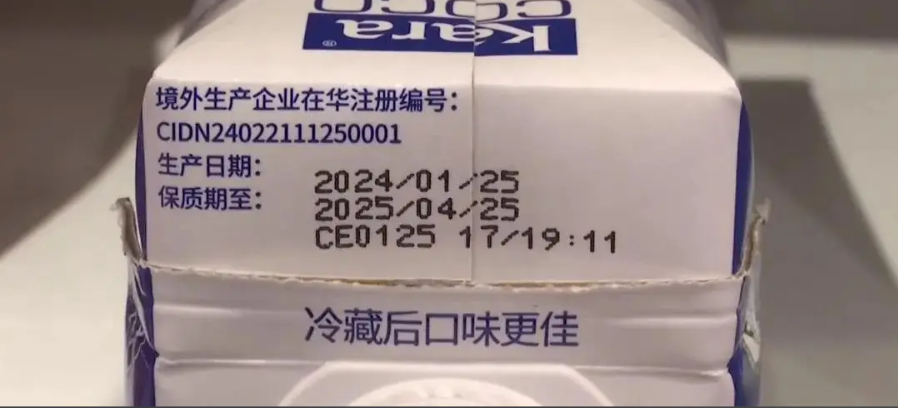 COCO
kara®
境外生产企业在华注册编号：
CIDN24022111250001
生产日期：
2024/01/25
保质期至：
2025/04/25
CE0125 17/19:11
冷藏后口味更佳